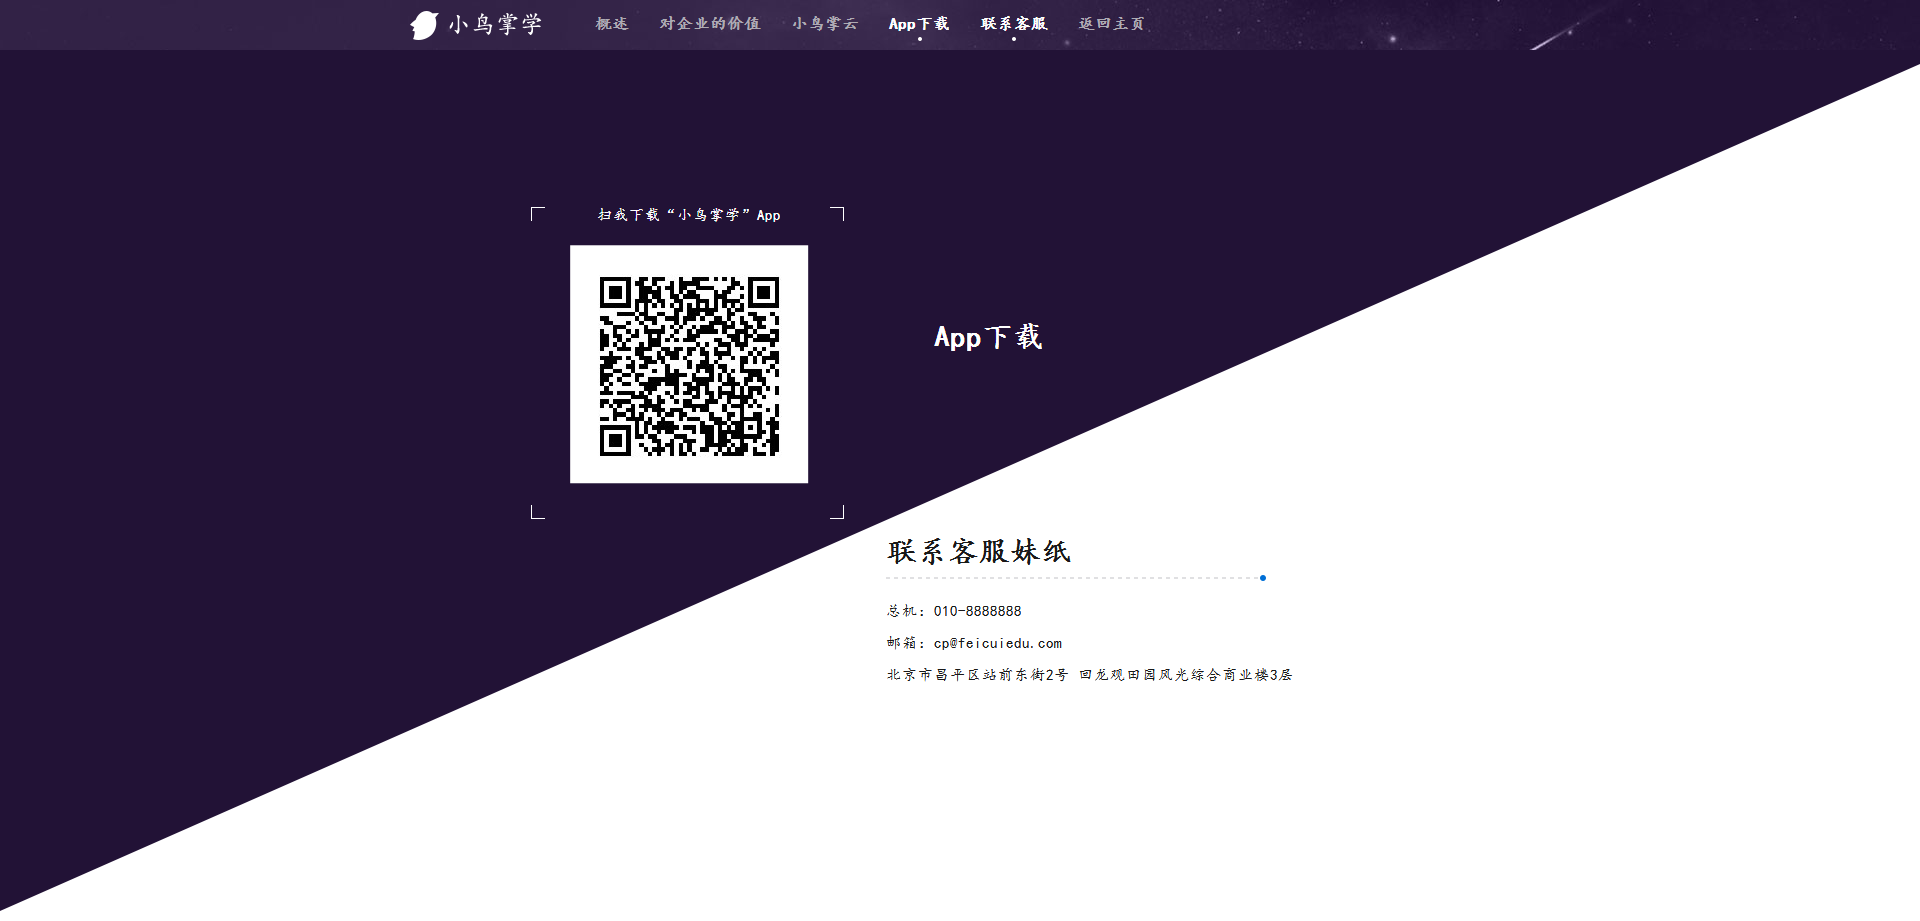 小鸟掌学
概述 对企业的价值 小鸟掌云 App下载 联系客服 返回主页
扫我下载“小鸟掌学”App
App下载
联系客服妹纸
总机：010-8888888
邮箱：cp@feicuiedu.com
北京市昌平区站前东街2号 回龙观田园风光综合商业楼3层